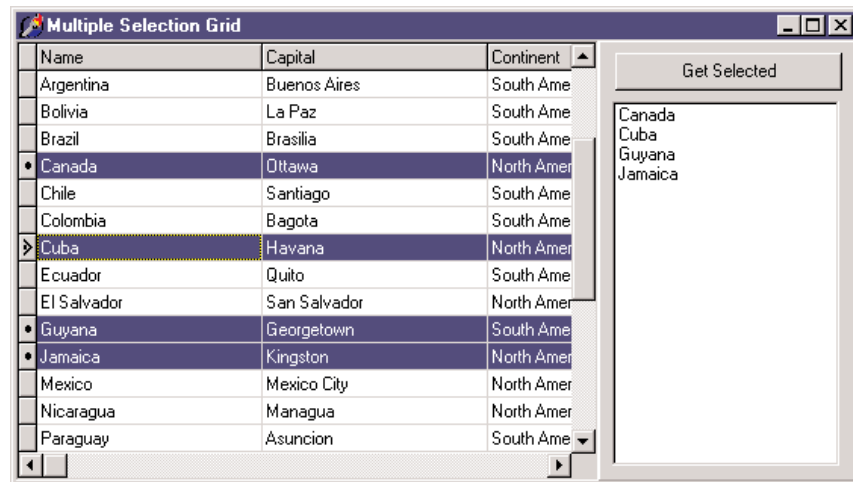 Multiple Selection Grid
Name Capital Continent
Argentina Buenos Aires South Ame
Bolivia La Paz South Ame
Brazil Brasilia South Ame
Canada Ottawa North Amer
Chile Santiago South Ame
Colombia Bagota South Ame
Cuba Havana North Amer
Ecuador Quito South Ame
El Salvador San Salvador North Amer
Guyana Georgetown South Ame
Jamaica Kingston North Amer
Mexico Mexico City North Amer
Nicaragua Managua North Amer
Paraguay Asuncion South Ame
Get Selected
Canada
Cuba
Guyana
Jamaica